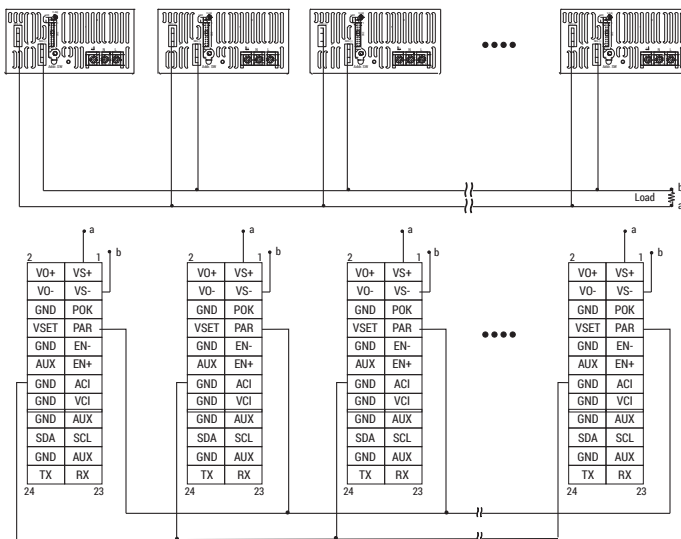 Load
b
a
a
b
a
b
a
b
a
b
2 1
VO+ VS+
VO- VS-
GND POK
VSET PAR
GND EN-
AUX EN+
GND ACI
GND VCI
GND AUX
SDA SCL
GND AUX
TX RX
24 23
2 1
VO+ VS+
VO- VS-
GND POK
VSET PAR
GND EN-
AUX EN+
GND ACI
GND VCI
GND AUX
SDA SCL
GND AUX
TX RX
24 23
2 1
VO+ VS+
VO- VS-
GND POK
VSET PAR
GND EN-
AUX EN+
GND ACI
GND VCI
GND AUX
SDA SCL
GND AUX
TX RX
24 23
2 1
VO+ VS+
VO- VS-
GND POK
VSET PAR
GND EN-
AUX EN+
GND ACI
GND VCI
GND AUX
SDA SCL
GND AUX
TX RX
24 23